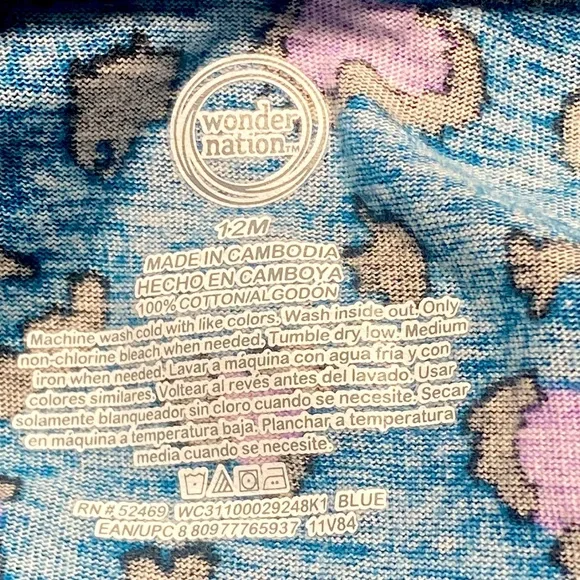 wonder
nation™
12M
MADE IN CAMBODIA
HECHO EN CAMBOYA
100% COTTON/ALGODÓN
Machine wash cold with like colors. Wash inside out. Only
non-chlorine bleach when needed. Tumble dry low. Medium
iron when needed. Lavar a máquina con agua fría y con
colores similares. Voltear al revés antes del lavado. Usar
solamente blanqueador sin cloro cuando se necesite. Secar
en máquina a temperatura baja. Planchar a temperatura
media cuando se necesite.
RN # 52469 WC31100029248K1 BLUE
EAN/UPC 8 80977765937 11V84